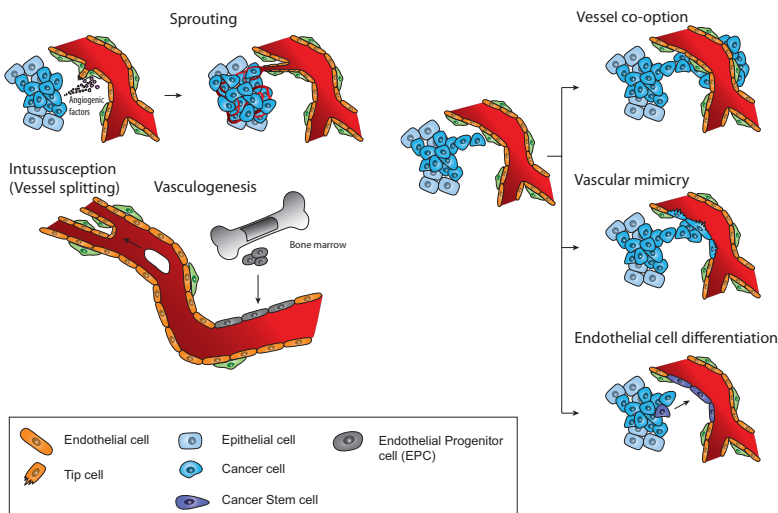 Sprouting
Angiogenic
factors
Intussusception
(Vessel splitting)
Vasculogenesis
Bone marrow
Vessel co-option
Vascular mimicry
Endothelial cell differentiation
Endothelial cell
Tip cell
Epithelial cell
Cancer cell
Cancer Stem cell
Endothelial Progenitor
cell (EPC)